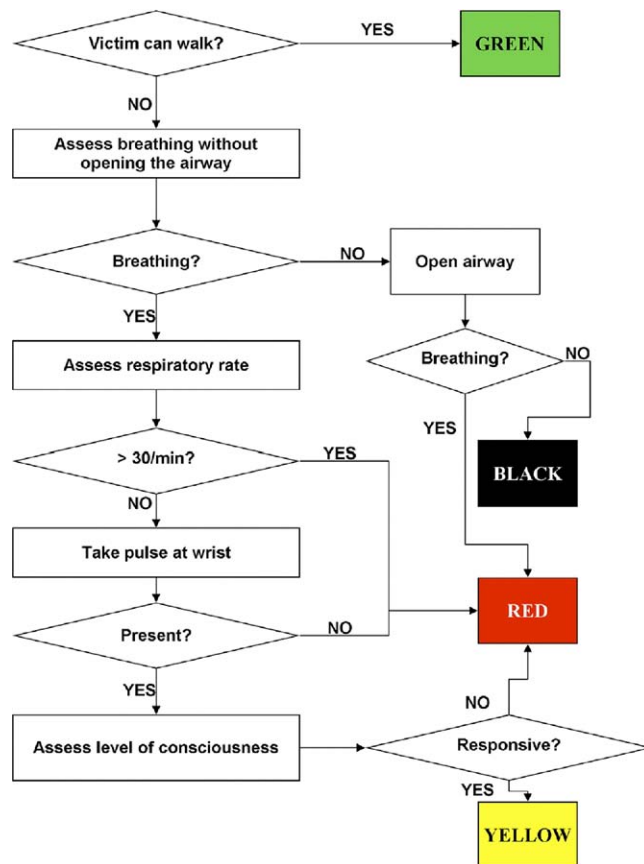 Victim can walk?
YES
GREEN
NO
Assess breathing without
opening the airway
Breathing?
NO
Open airway
YES
Breathing?
NO
Assess respiratory rate
YES
> 30/min?
YES
BLACK
NO
Take pulse at wrist
RED
Present?
NO
YES
NO
Assess level of consciousness
Responsive?
YES
YELLOW